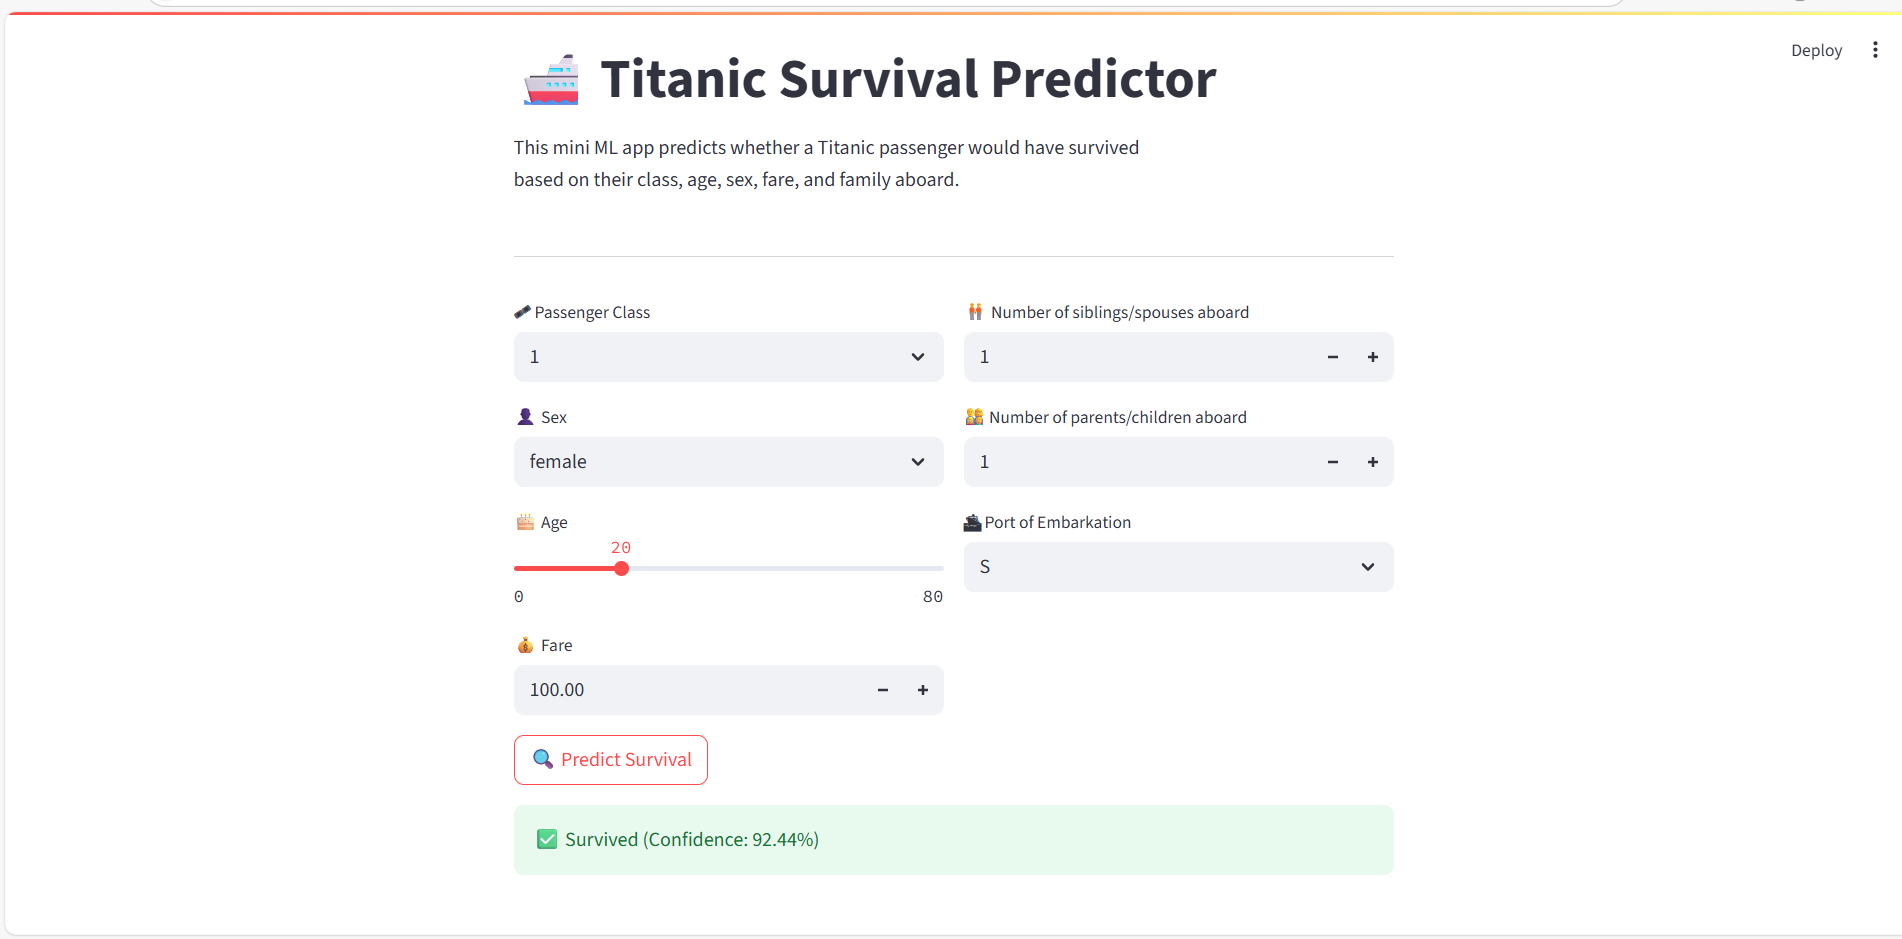 Deploy
Titanic Survival Predictor
This mini ML app predicts whether a Titanic passenger would have survived
based on their class, age, sex, fare, and family aboard.
Passenger Class
1
Sex
female
Age
20
0
80
Fare
100.00
Number of siblings/spouses aboard
1
Number of parents/children aboard
1
Port of Embarkation
S
Predict Survival
Survived (Confidence: 92.44%)